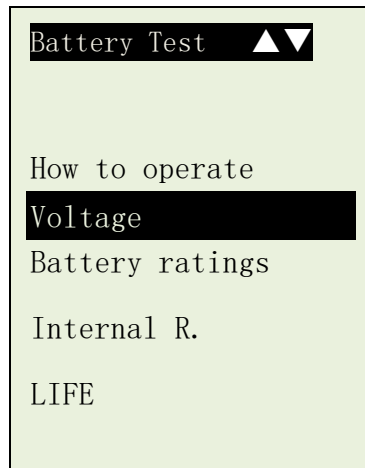 Battery Test ▲▼
How to operate
Voltage
Battery ratings
Internal R.
LIFE